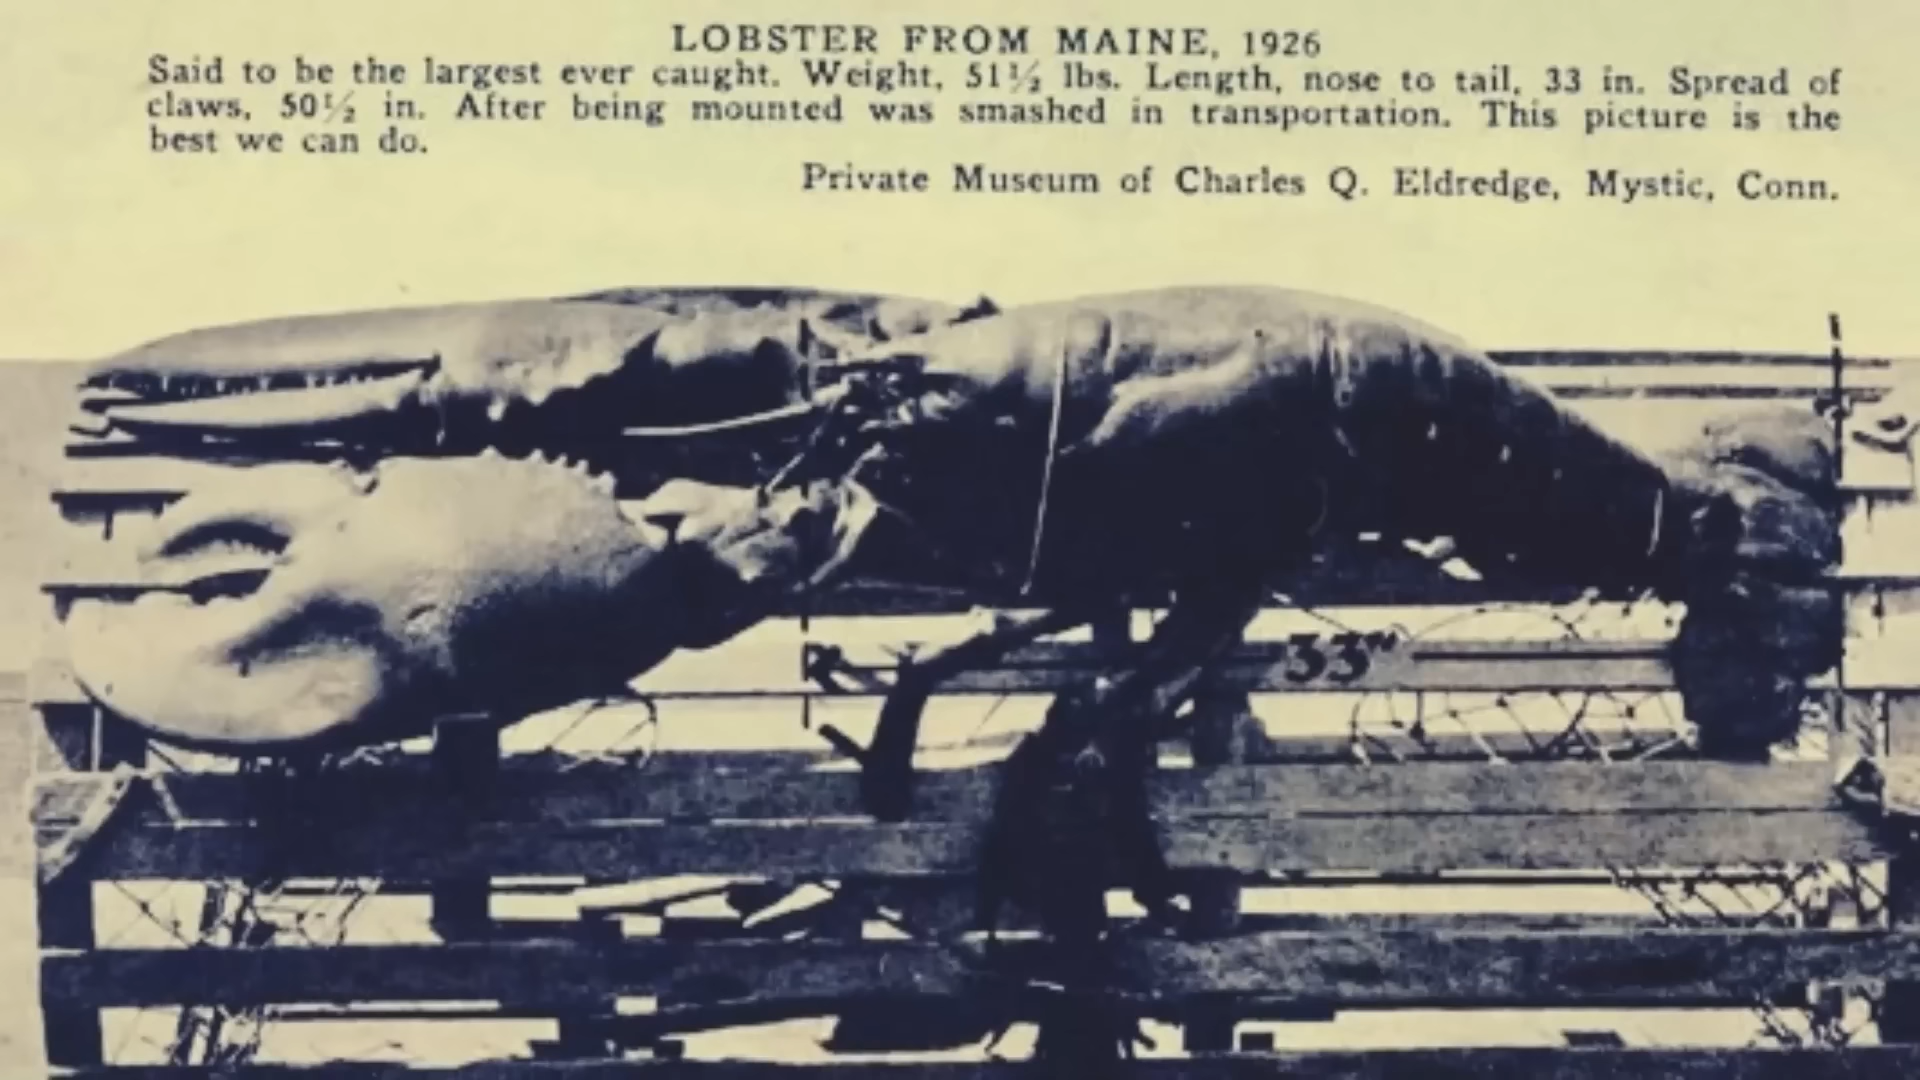 LOBSTER FROM MAINE, 1926
Said to be the largest ever caught. Weight, 51½ lbs. Length, nose to tail, 33 in. Spread of
claws, 50½ in. After being mounted was smashed in transportation. This picture is the
best we can do.
Private Museum of Charles Q. Eldredge, Mystic, Conn.
33"